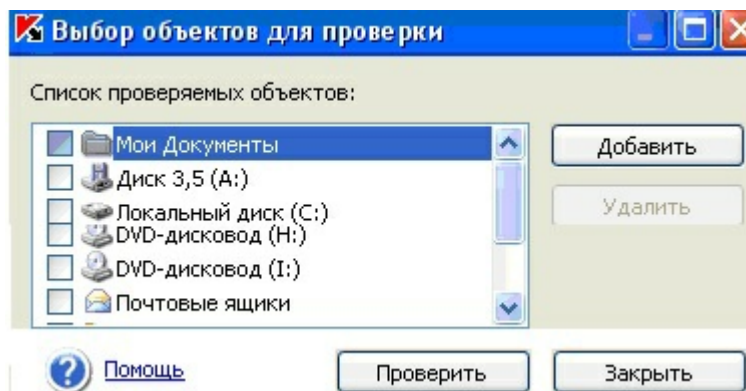 Выбор объектов для проверки
Список проверяемых объектов:
Мои Документы
Диск 3,5 (A:)
Локальный диск (C:)
DVD-дисковод (H:)
DVD-дисковод (I:)
Почтовые ящики
Добавить
Удалить
Помощь
Проверить
Закрыть